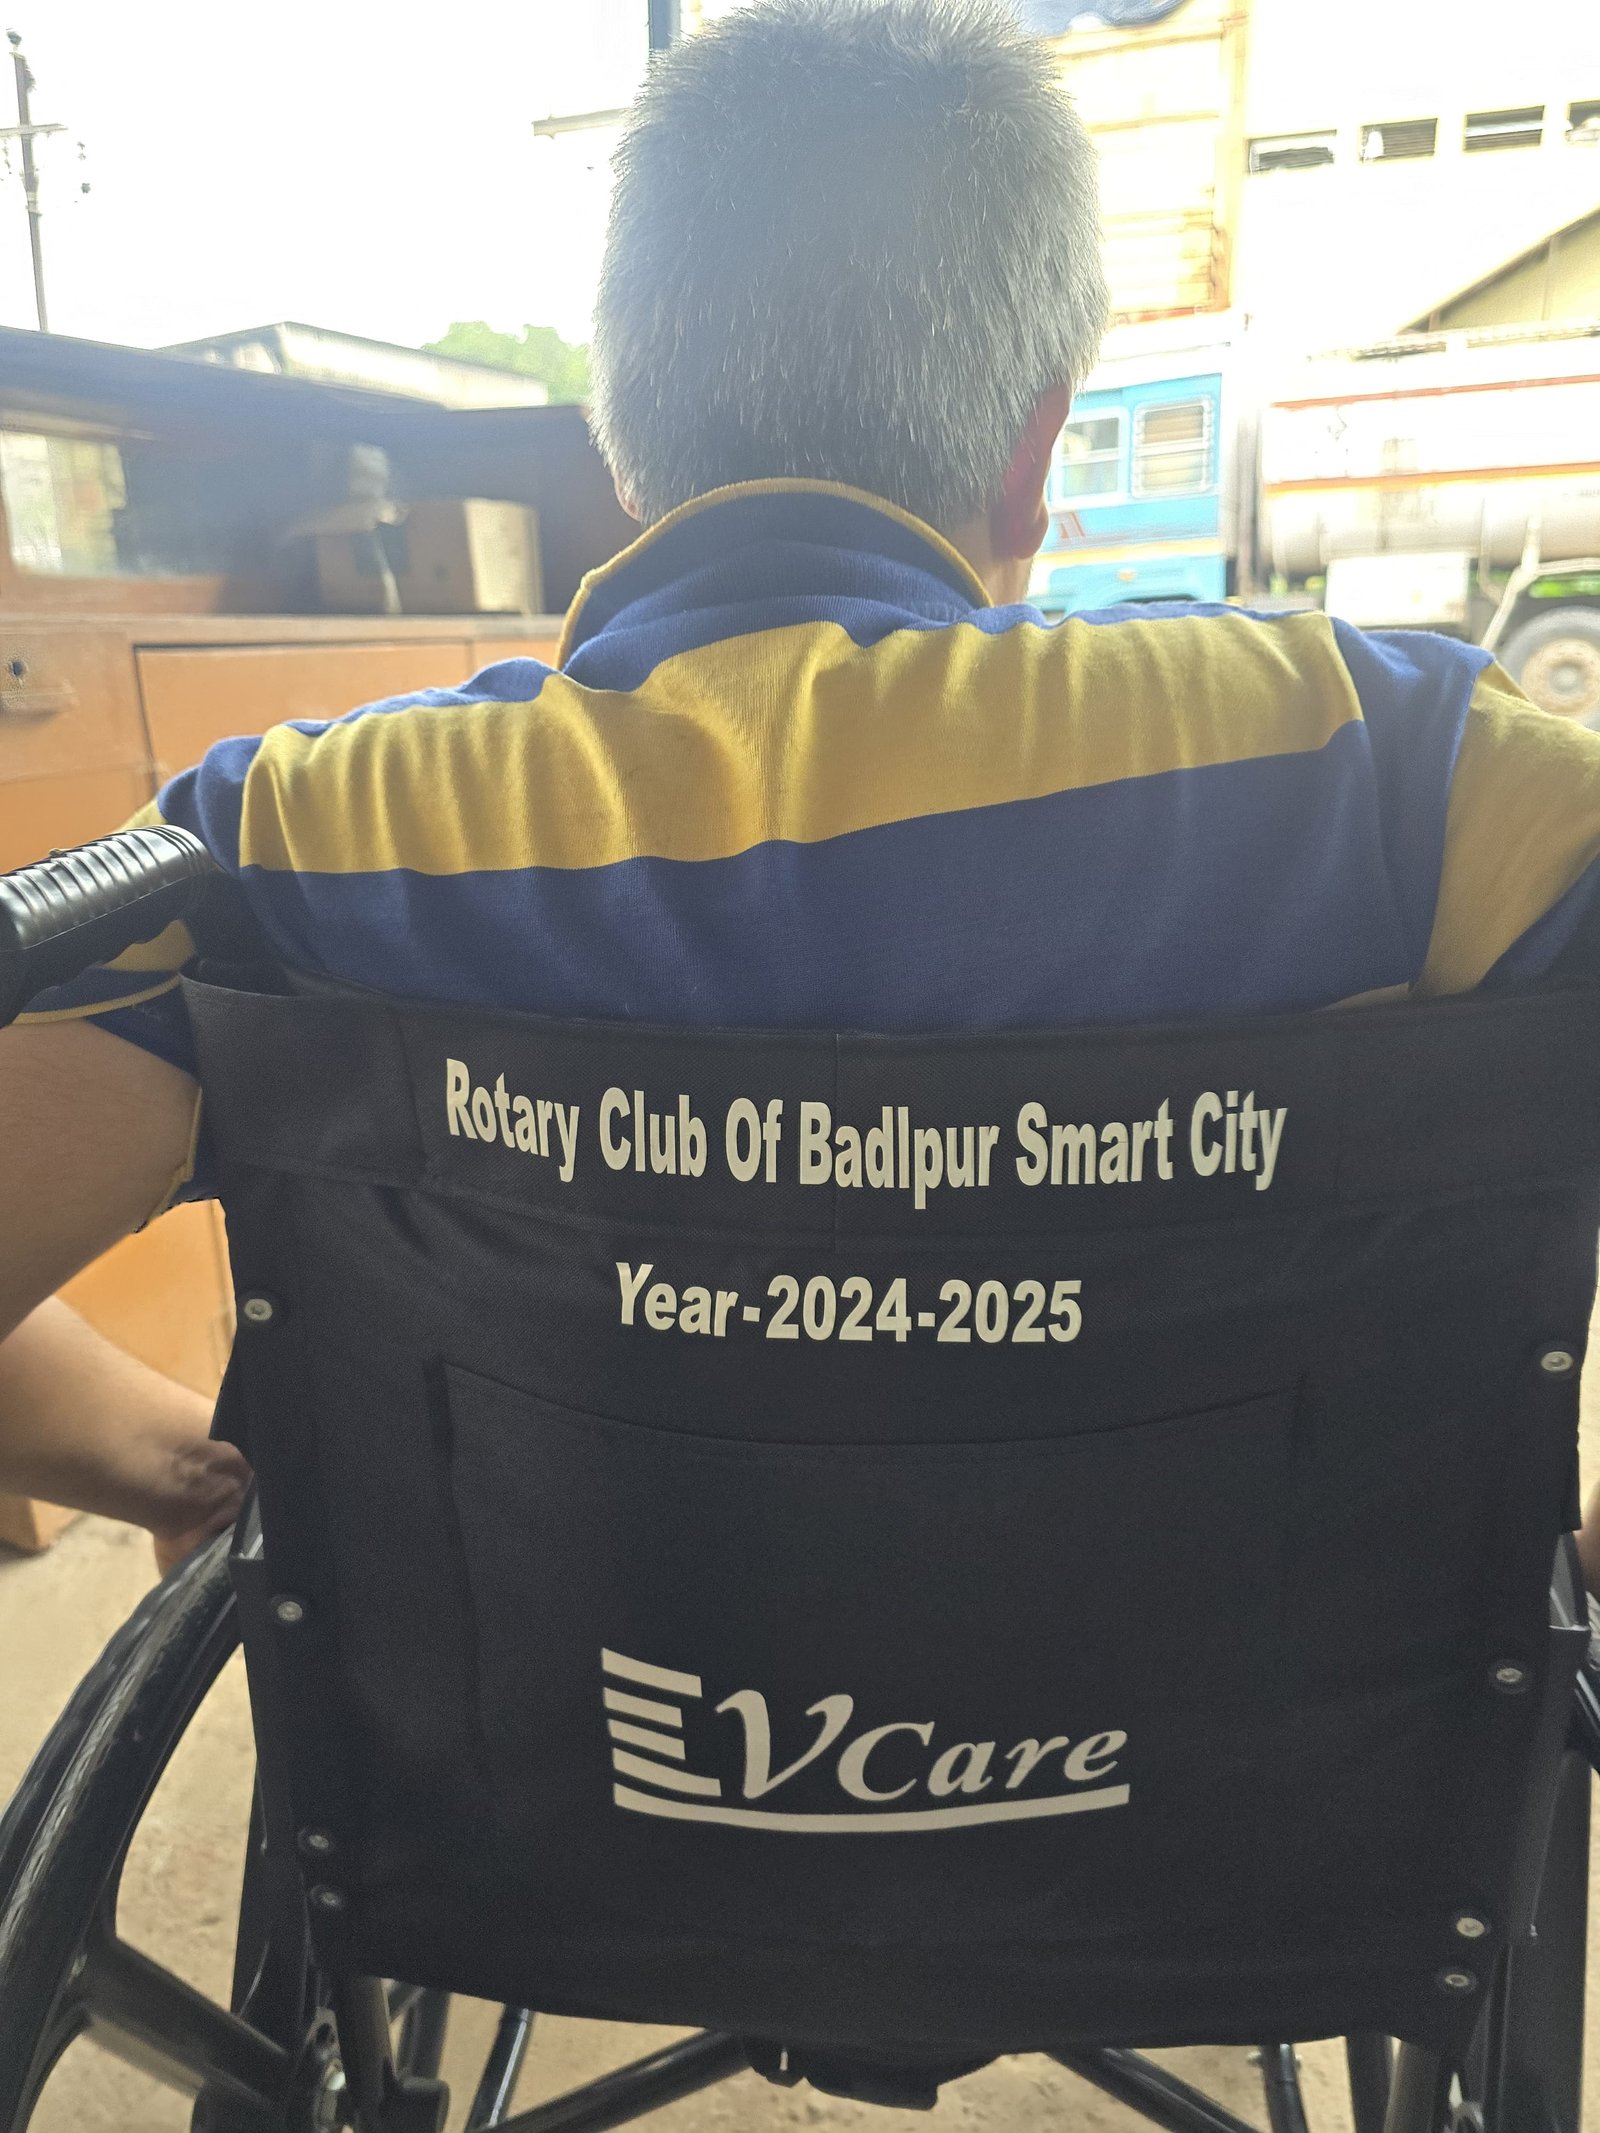 Rotary Club Of Badlpur Smart City
Year-2024-2025
VCare